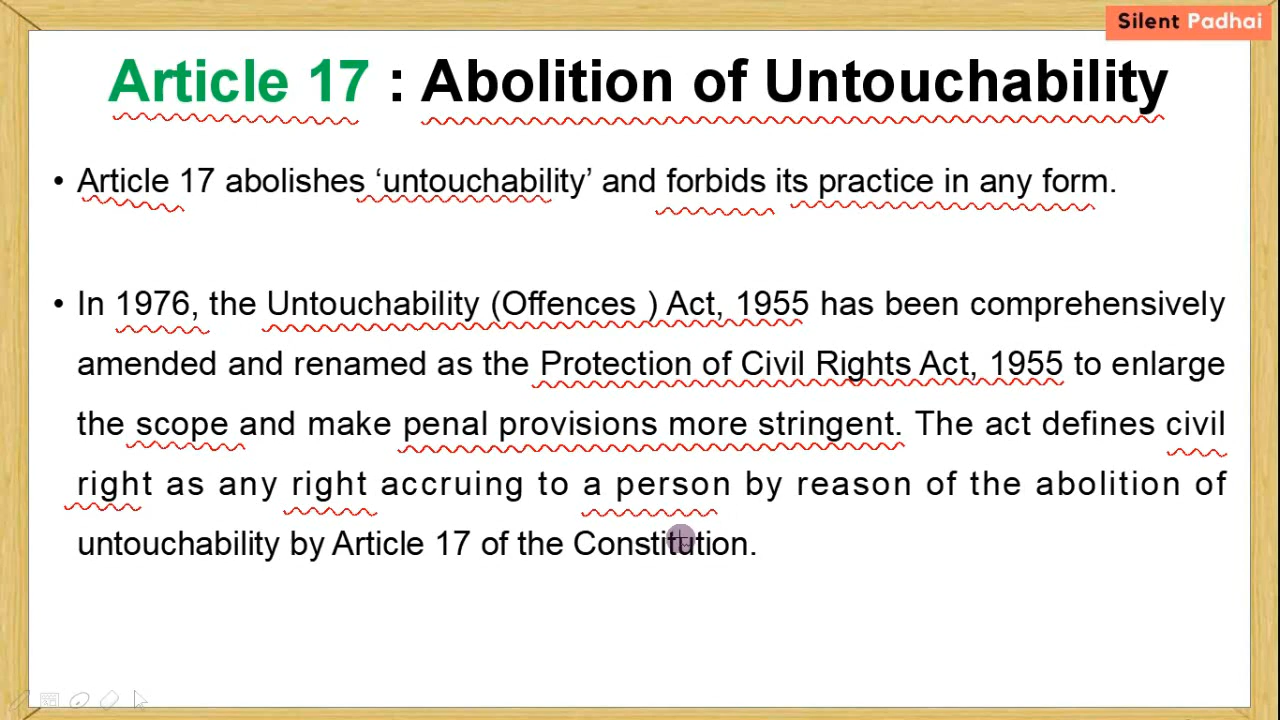 Silent Padhai
Article 17 : Abolition of Untouchability
• Article 17 abolishes ‘untouchability’ and forbids its practice in any form.
• In 1976, the Untouchability (Offences ) Act, 1955 has been comprehensively
amended and renamed as the Protection of Civil Rights Act, 1955 to enlarge
the scope and make penal provisions more stringent. The act defines civil
right as any right accruing to a person by reason of the abolition of
untouchability by Article 17 of the Constitution.